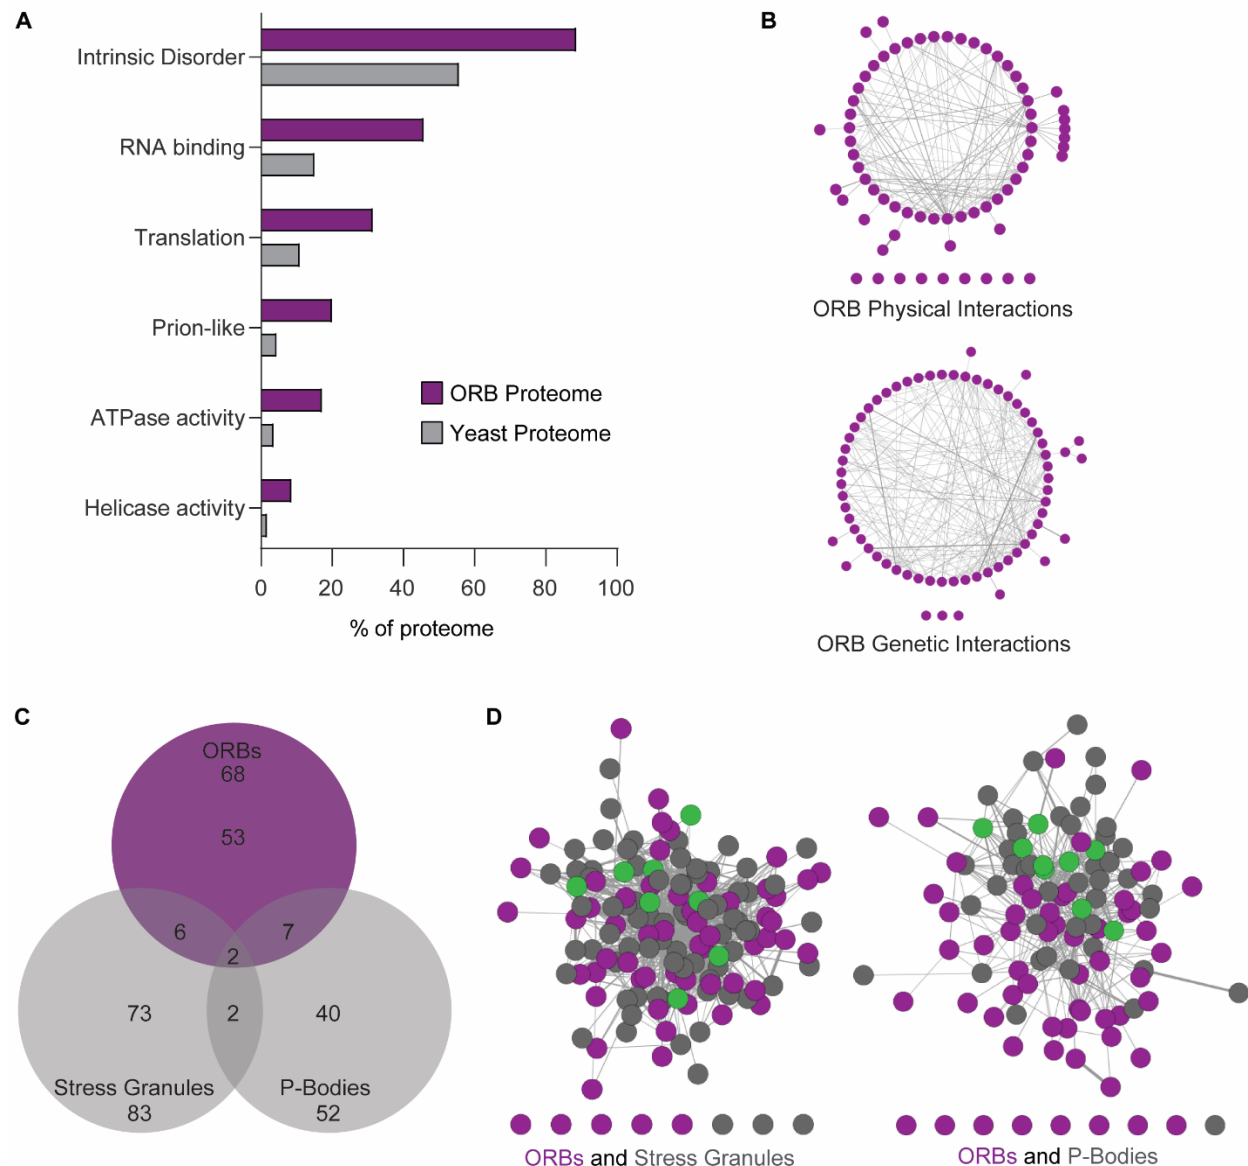 A
Intrinsic Disorder
RNA binding
Translation
Prion-like
ATPase activity
Helicase activity
ORB Proteome
Yeast Proteome
0 20 40 60 80 100
% of proteome
B
ORB Physical Interactions
ORB Genetic Interactions
C
ORBs
68
53
6 2 7
73 2 40
Stress Granules
83
P-Bodies
52
D
ORBs and Stress Granules
ORBs and P-Bodies